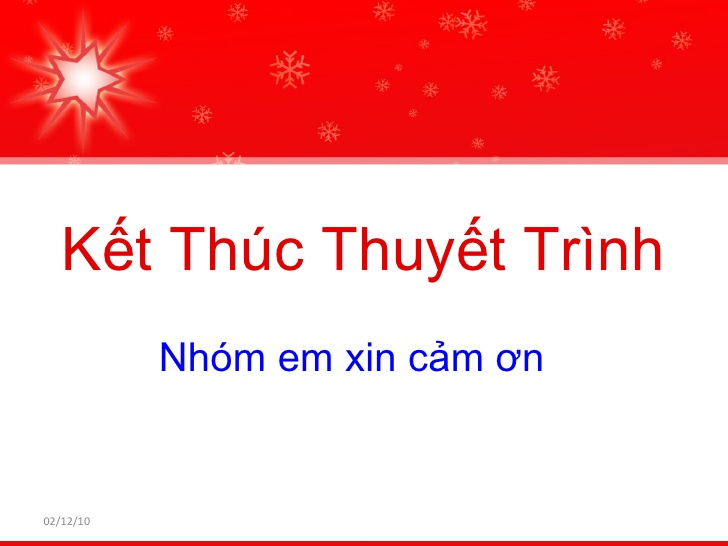 Kết Thúc Thuyết Trình
Nhóm em xin cảm ơn
02/12/10